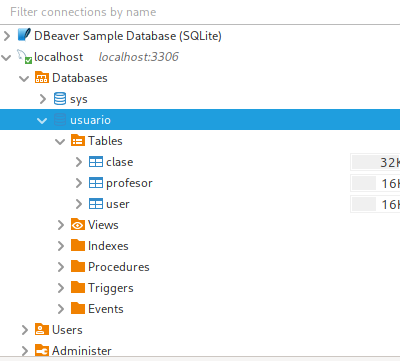 Filter connections by name
DBeaver Sample Database (SQLite)
localhost localhost:3306
Databases
sys
usuario
Tables
clase 32K
profesor 16K
user 16K
Views
Indexes
Procedures
Triggers
Events
Users
Administer